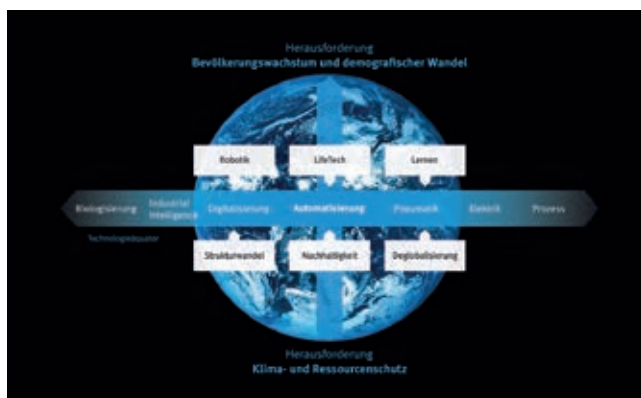 Herausforderung
Bevölkerungswachstum und demografischer Wandel
Robotik
LifeTech
Lernen
Biologisierung
Industrial
Intelligence
Digitalisierung
Automatisierung
Pneumatik
Elektrik
Prozess
Technologieäquator
Strukturwandel
Nachhaltigkeit
Deglobalisierung
Herausforderung
Klima- und Ressourcenschutz